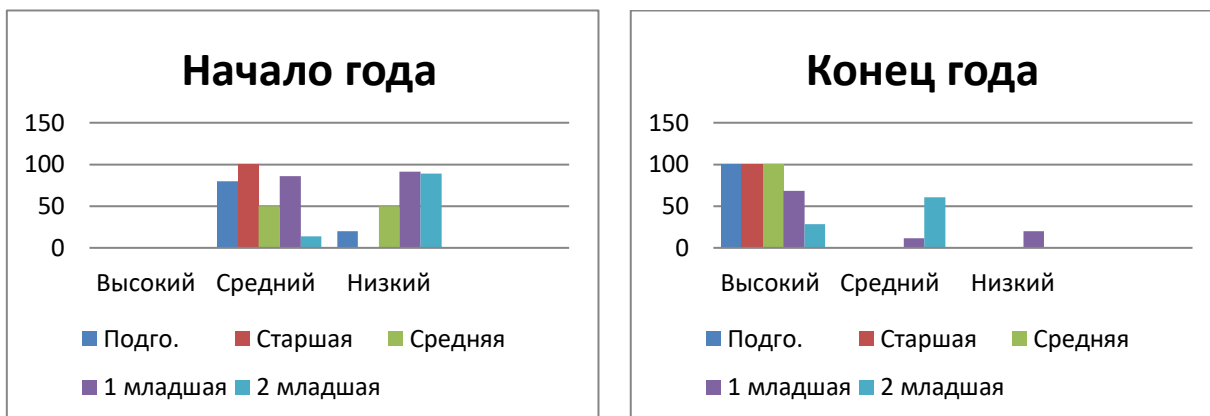 Начало года
150
100
50
0
Высокий Средний Низкий
Подго. Старшая Средняя
1 младшая 2 младшая
Конец года
150
100
50
0
Высокий Средний Низкий
Подго. Старшая Средняя
1 младшая 2 младшая